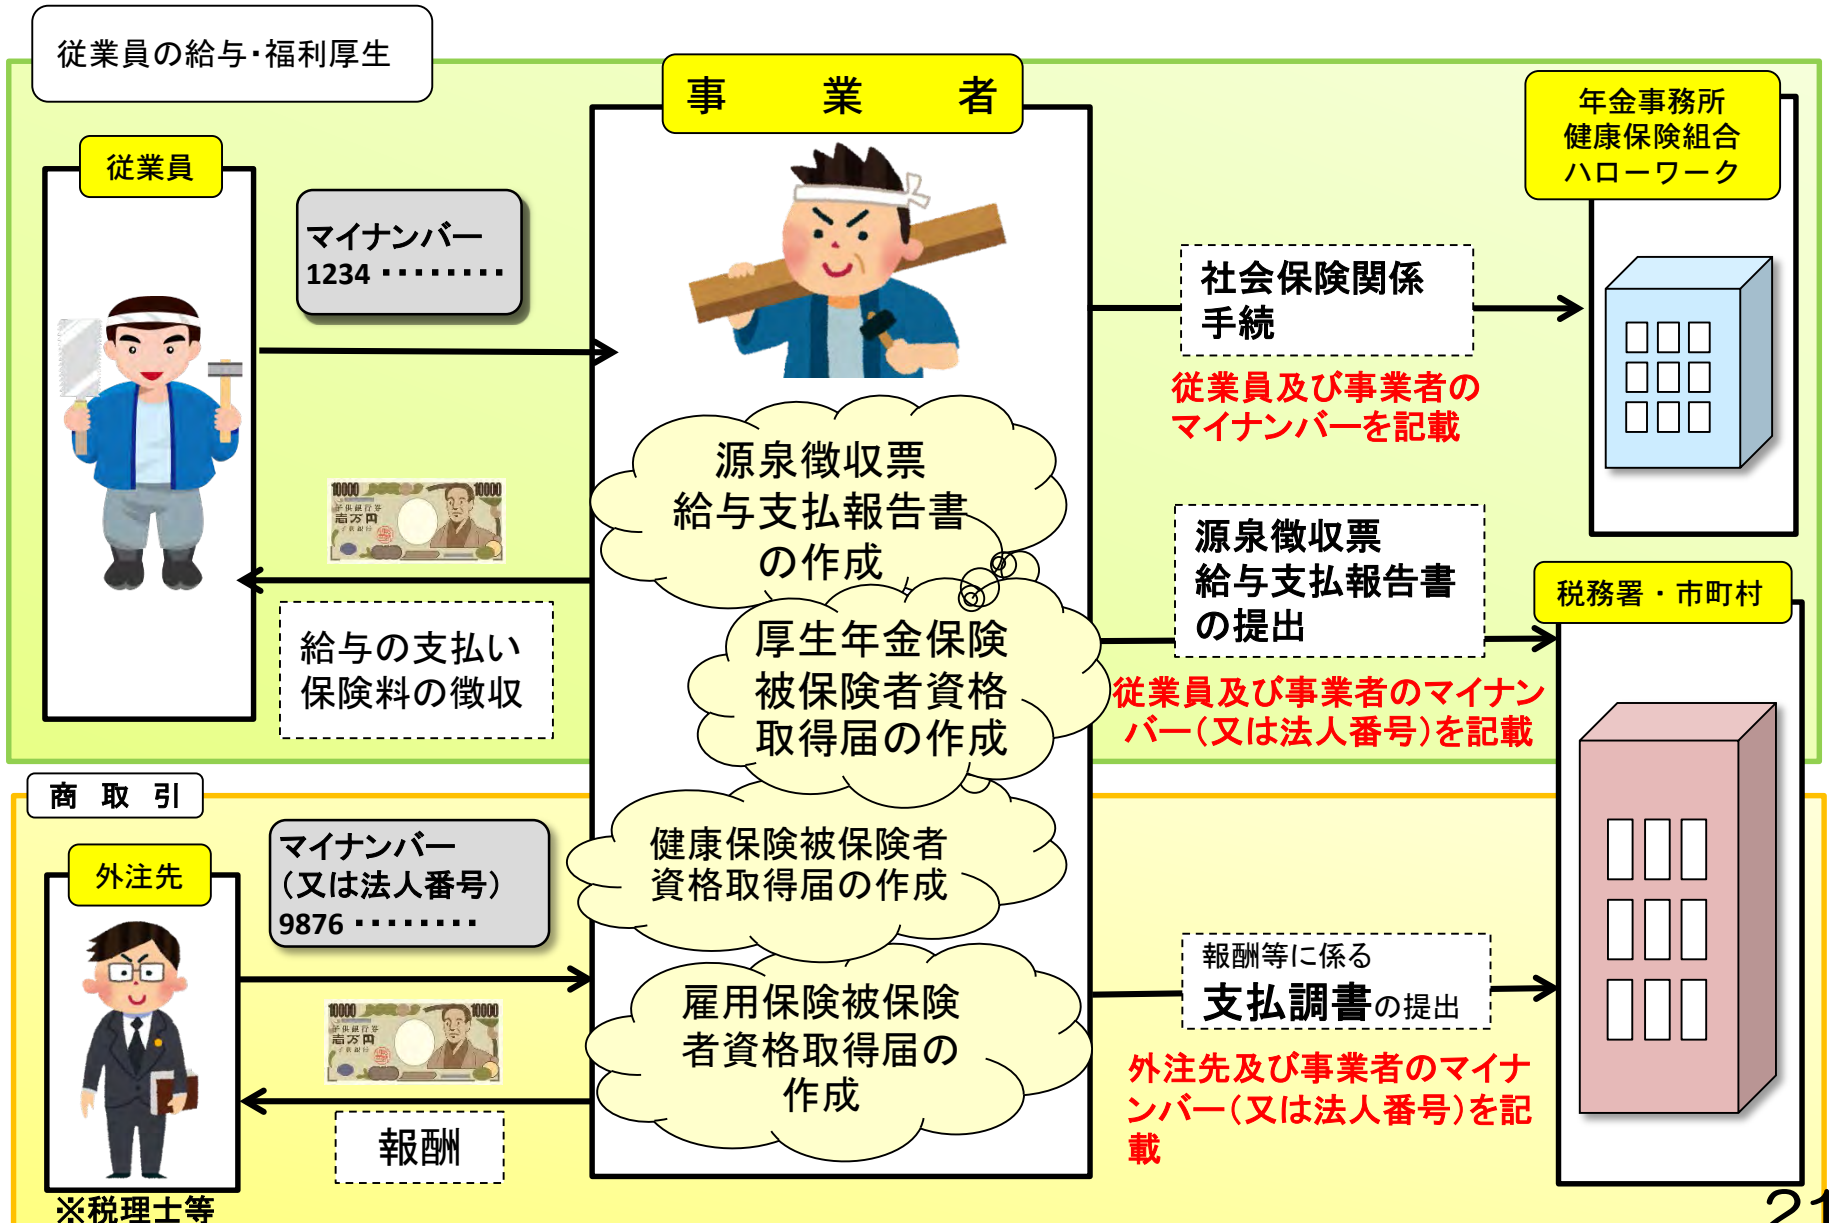 従業員の給与・福利厚生
事業者
年金事務所
健康保険組合
ハローワーク
従業員
マイナンバー
1234 ・・・・・・・・
社会保険関係
手続
従業員及び事業者の
マイナンバーを記載
源泉徴収票
給与支払報告書
の作成
10000 10000
壱万円
給与の支払い
保険料の徴収
厚生年金保険
被保険者資格
取得届の作成
源泉徴収票
給与支払報告書
の提出
従業員及び事業者のマイナン
バー(又は法人番号)を記載
税務署・市町村
商取引
外注先
マイナンバー
(又は法人番号)
9876 ・・・・・・・・
健康保険被保険者
資格取得届の作成
10000 10000
壱万円
報酬
※税理士等
雇用保険被保険
者資格取得届の
作成
報酬等に係る
支払調書の提出
外注先及び事業者のマイナ
ンバー(又は法人番号)を記
載
21